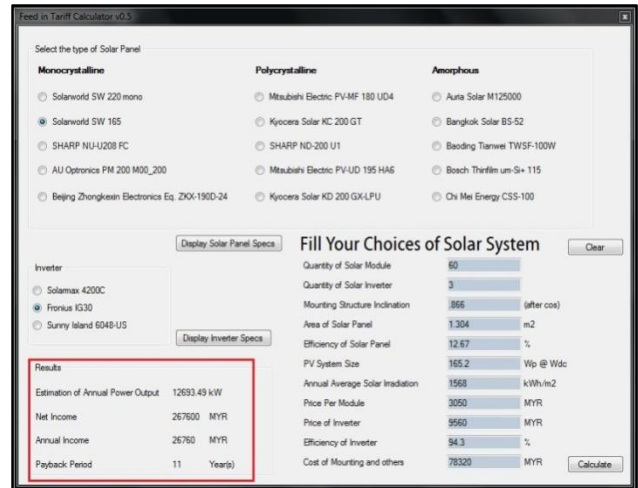 Feed in Tariff Calculator v0.5
Select the type of Solar Panel
Monocrystalline Polycrystalline Amorphous
Solarworld SW 220 mono Mitsubishi Electric PV-MF 180 UD4 Auria Solar M125000
Solarworld SW 165 Kyocera Solar KC 200 GT Bangkok Solar BS-52
SHARP NU-U208 FC SHARP ND-200 U1 Baoding Tianwei TWSF-100W
AU Optronics PM 200 M00_200 Mitsubishi Electric PV-UD 195 HA6 Bosch Thinfilm um-Si+ 115
Beijing Zhongkexin Electronics Eq. ZKX-190D-24 Kyocera Solar KD 200 GX-LPU Chi Mei Energy CSS-100
Display Solar Panel Specs
Fill Your Choices of Solar System
Clear
Inverter
Solarmax 4200C
Fronius IG30
Sunny Island 6048-US
Display Inverter Specs
Quantity of Solar Module 60
Quantity of Solar Inverter 3
Mounting Structure Inclination .866 (after cos)
Area of Solar Panel 1.304 m2
Efficiency of Solar Panel 12.67 %
PV System Size 165.2 Wp @ Wdc
Annual Average Solar Irradiation 1568 kWh/m2
Price Per Module 3050 MYR
Price of Inverter 9560 MYR
Efficiency of Inverter 94.3 %
Cost of Mounting and others 78320 MYR
Calculate
Results
Estimation of Annual Power Output 12693.49 kW
Net Income 267600 MYR
Annual Income 26760 MYR
Payback Period 11 Year(s)